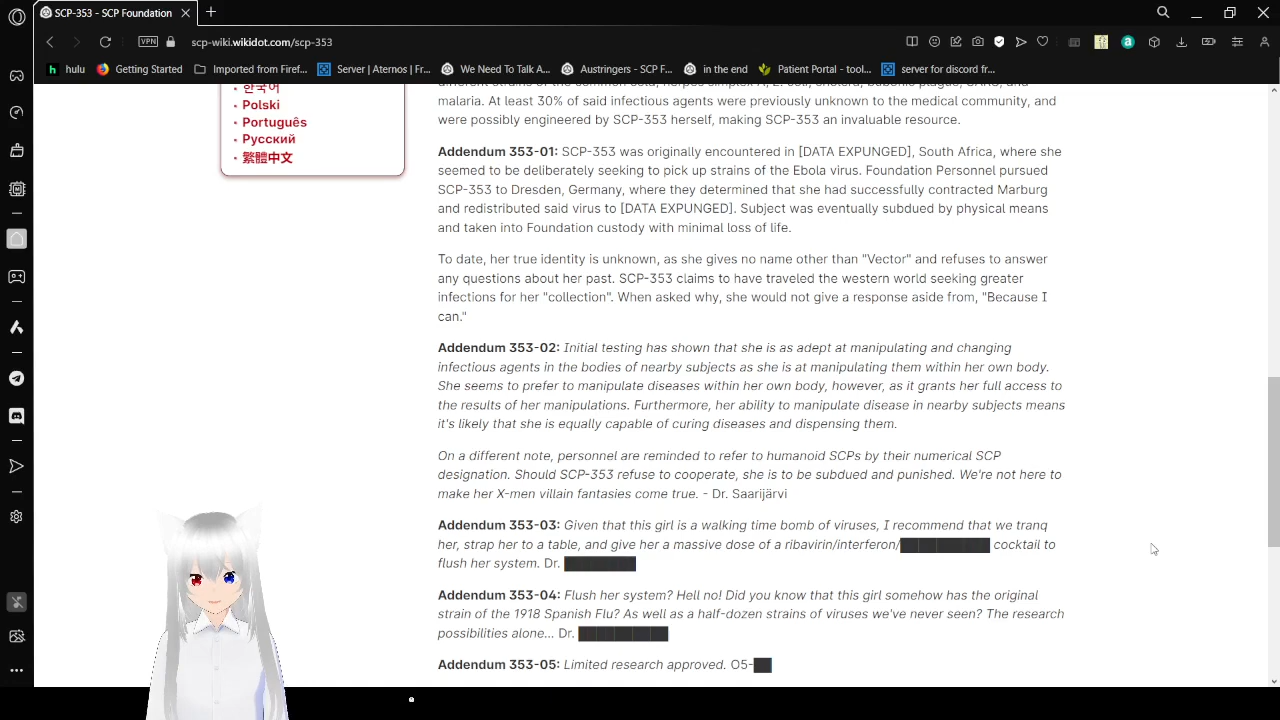 SCP-353 - SCP Foundation
VPN
scp-wiki.wikidot.com/scp-353
hulu
Getting Started
Imported from Firef...
Server | Aternos | Fr...
We Need To Talk A...
Austringers - SCP F...
in the end
Patient Portal - tool...
server for discord fr...
한국어
Polski
Português
Русский
繁體中文
malaria. At least 30% of said infectious agents were previously unknown to the medical community, and
were possibly engineered by SCP-353 herself, making SCP-353 an invaluable resource.
Addendum 353-01: SCP-353 was originally encountered in [DATA EXPUNGED], South Africa, where she
seemed to be deliberately seeking to pick up strains of the Ebola virus. Foundation Personnel pursued
SCP-353 to Dresden, Germany, where they determined that she had successfully contracted Marburg
and redistributed said virus to [DATA EXPUNGED]. Subject was eventually subdued by physical means
and taken into Foundation custody with minimal loss of life.
To date, her true identity is unknown, as she gives no name other than "Vector" and refuses to answer
any questions about her past. SCP-353 claims to have traveled the western world seeking greater
infections for her "collection". When asked why, she would not give a response aside from, "Because I
can."
Addendum 353-02: Initial testing has shown that she is as adept at manipulating and changing
infectious agents in the bodies of nearby subjects as she is at manipulating them within her own body.
She seems to prefer to manipulate diseases within her own body, however, as it grants her full access to
the results of her manipulations. Furthermore, her ability to manipulate disease in nearby subjects means
it's likely that she is equally capable of curing diseases and dispensing them.
On a different note, personnel are reminded to refer to humanoid SCPs by their numerical SCP
designation. Should SCP-353 refuse to cooperate, she is to be subdued and punished. We're not here to
make her X-men villain fantasies come true. - Dr. Saarijärvi
Addendum 353-03: Given that this girl is a walking time bomb of viruses, I recommend that we tranq
her, strap her to a table, and give her a massive dose of a ribavirin/interferon/██████████ cocktail to
flush her system. Dr. ████████
Addendum 353-04: Flush her system? Hell no! Did you know that this girl somehow has the original
strain of the 1918 Spanish Flu? As well as a half-dozen strains of viruses we've never seen? The research
possibilities alone... Dr. ██████████
Addendum 353-05: Limited research approved. O5-██